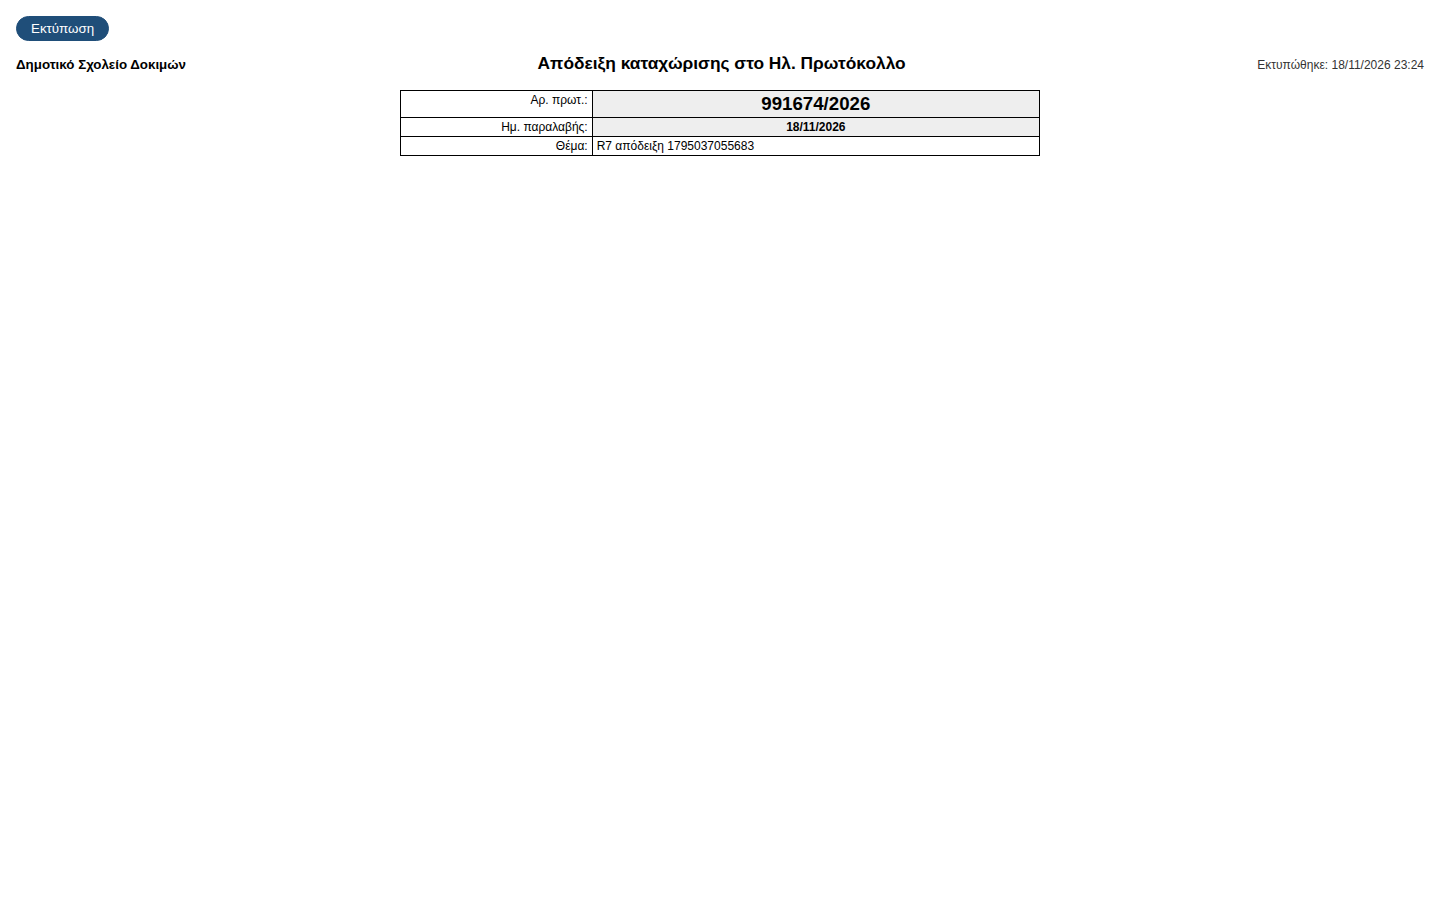 Εκτύπωση
Δημοτικό Σχολείο Δοκιμών
Απόδειξη καταχώρισης στο Ηλ. Πρωτόκολλο
Εκτυπώθηκε: 18/11/2026 23:24
Αρ. πρωτ.: 991674/2026
Ημ. παραλαβής: 18/11/2026
Θέμα: R7 απόδειξη 1795037055683